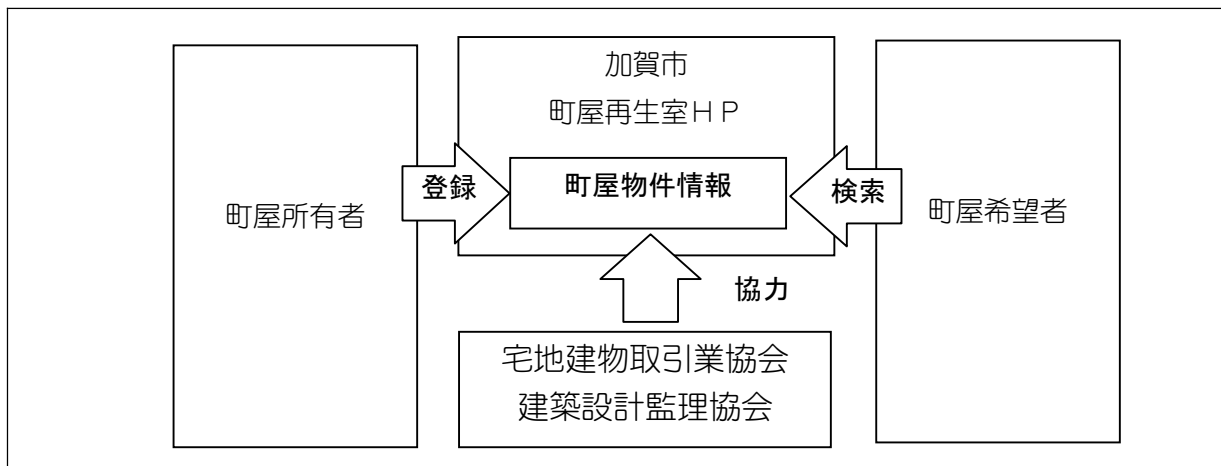 加賀市
町屋再生室ＨＰ
町屋所有者
登録
町屋物件情報
検索
町屋希望者
協力
宅地建物取引業協会
建築設計監理協会